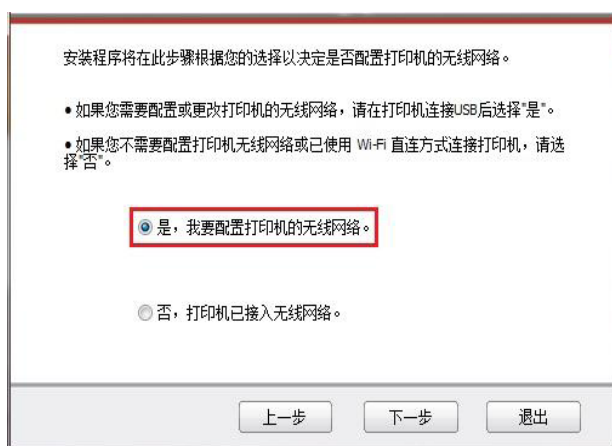 安装程序将在此步骤根据您的选择以决定是否配置打印机的无线网络。
•如果您需要配置或更改打印机的无线网络，请在打印机连接USB后选择"是"。
•如果您不需要配置打印机无线网络或已使用 Wi-Fi 直连方式连接打印机，请选
择"否"。
是，我要配置打印机的无线网络。
否，打印机已接入无线网络。
上一步 下一步 退出